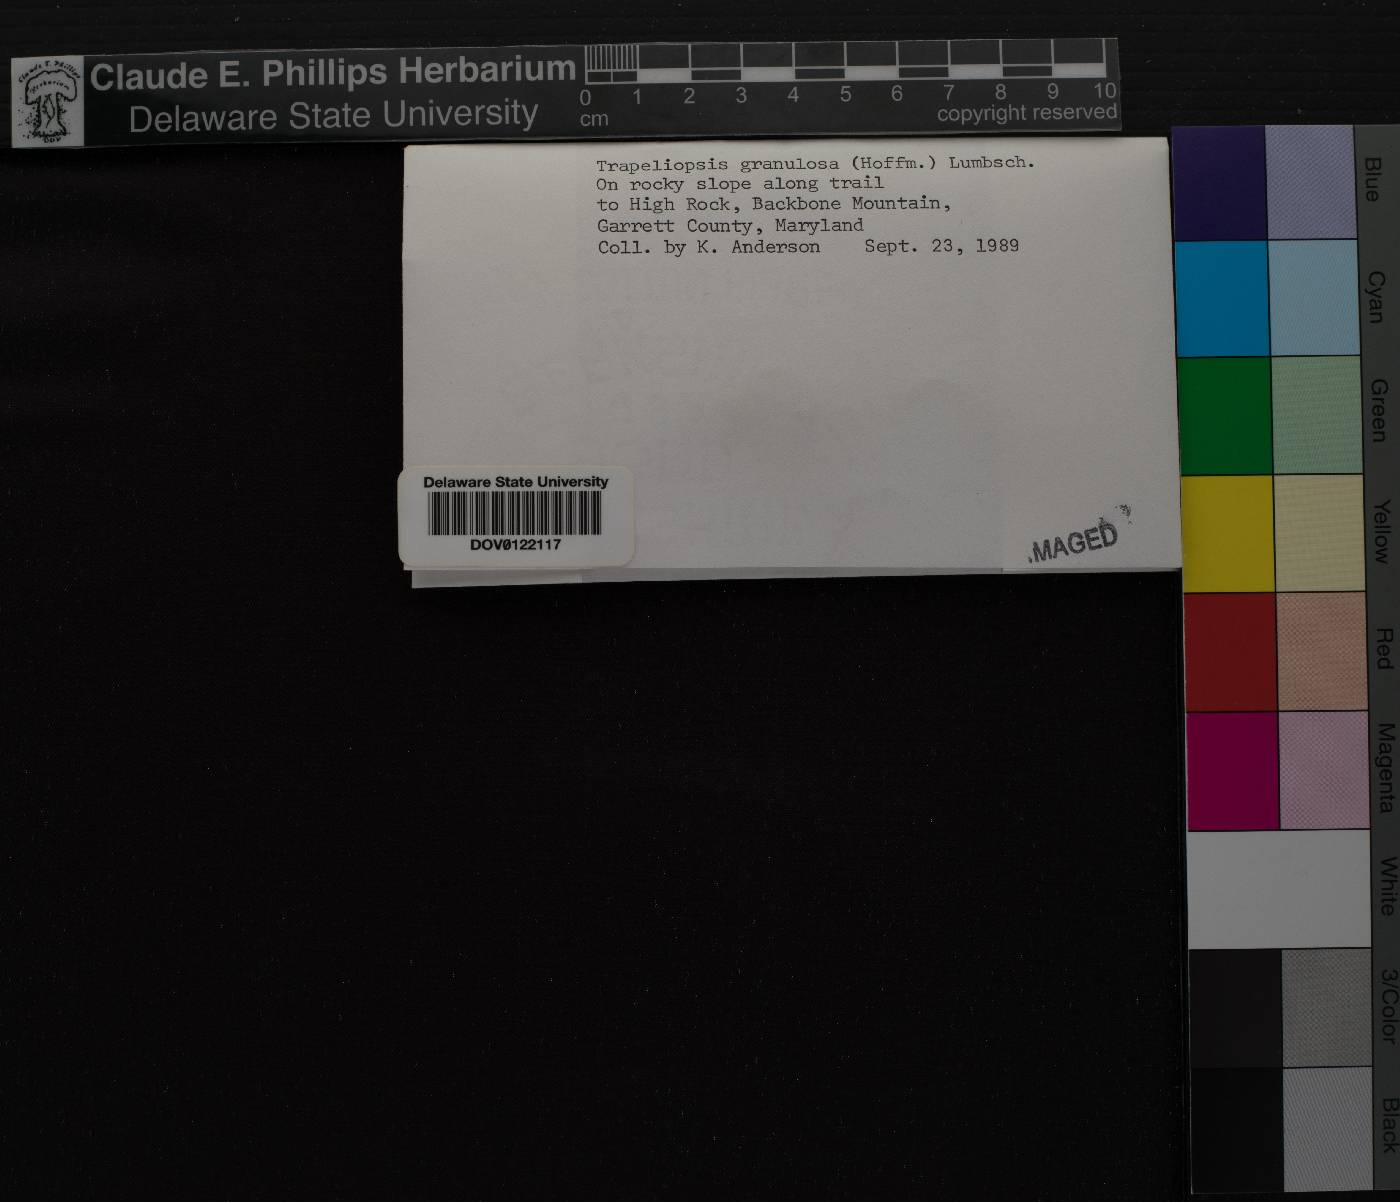 Claude E. Phillips Herbarium
Delaware State University
0 1 2 3 4 5 6 7 8 9 10
cm
copyright reserved
Trapeliopsis granulosa (Hoffm.) Lumbsch.
On rocky slope along trail
to High Rock, Backbone Mountain,
Garrett County, Maryland
Coll. by K. Anderson Sept. 23, 1989
Delaware State University
DOV0122117
MAGED
Blue
Cyan
Green
Yellow
Red
Magenta
White
3/Color
Black